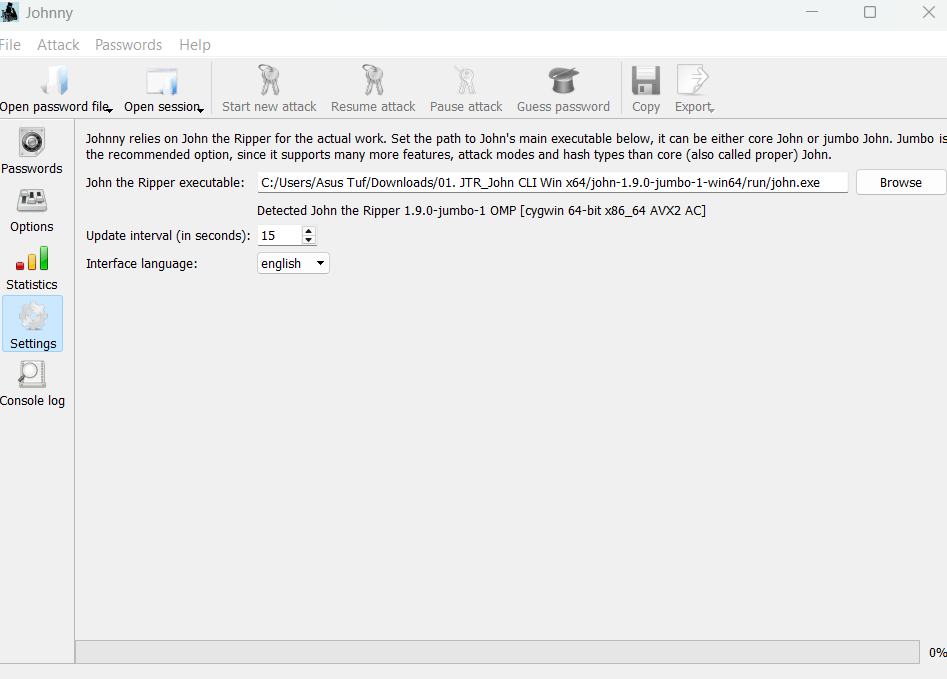 Johnny
File Attack Passwords Help
Open password file Open session Start new attack Resume attack Pause attack Guess password Copy Export
Passwords
Options
Statistics
Settings
Console log
Johnny relies on John the Ripper for the actual work. Set the path to John's main executable below, it can be either core John or jumbo John. Jumbo is
the recommended option, since it supports many more features, attack modes and hash types than core (also called proper) John.
John the Ripper executable: C:/Users/Asus Tuf/Downloads/01. JTR_John CLI Win x64/john-1.9.0-jumbo-1-win64/run/john.exe Browse
Detected John the Ripper 1.9.0-jumbo-1 OMP [cygwin 64-bit x86_64 AVX2 AC]
Update interval (in seconds): 15
Interface language: english
0%